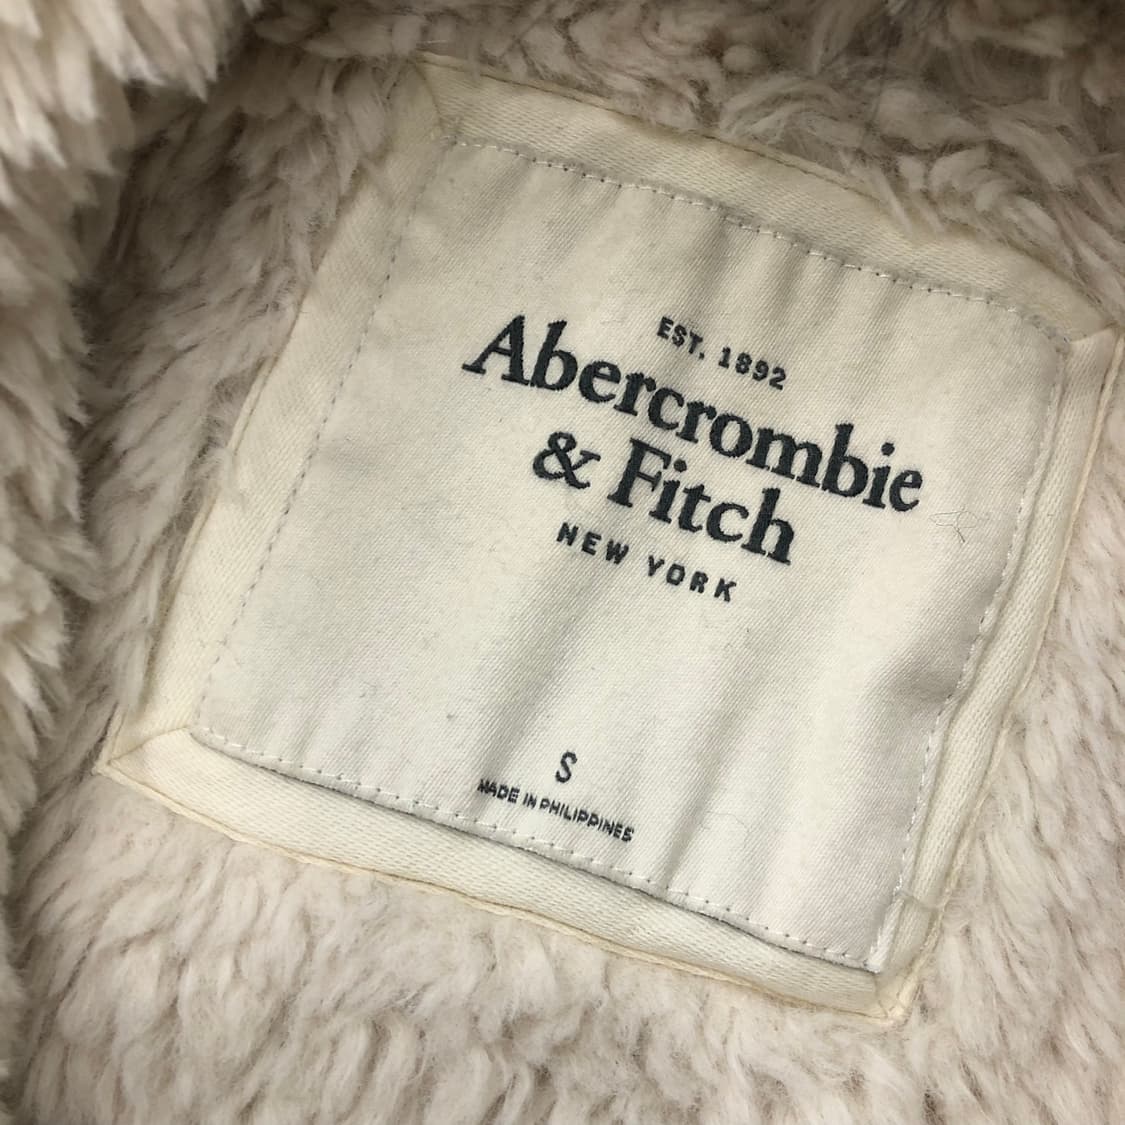 EST. 1892
Abercrombie
& Fitch
NEW YORK
S
MADE IN PHILIPPINES